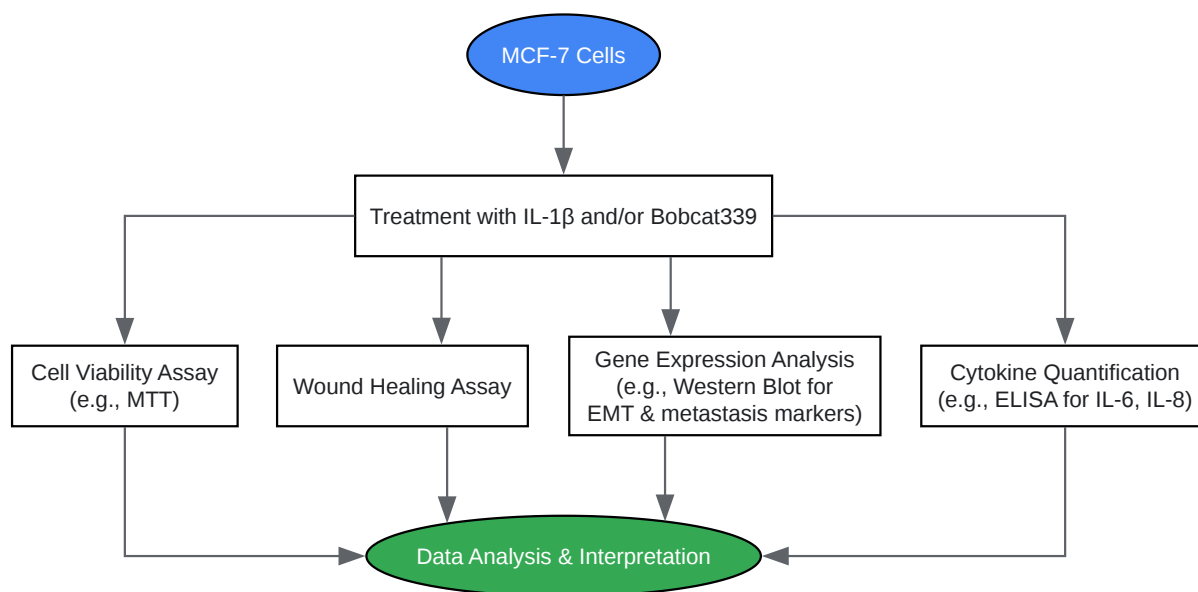 MCF-7 Cells
Treatment with IL-1β and/or Bobcat339
Cell Viability Assay
(e.g., MTT)
Wound Healing Assay
Gene Expression Analysis
(e.g., Western Blot for
EMT & metastasis markers)
Cytokine Quantification
(e.g., ELISA for IL-6, IL-8)
Data Analysis & Interpretation